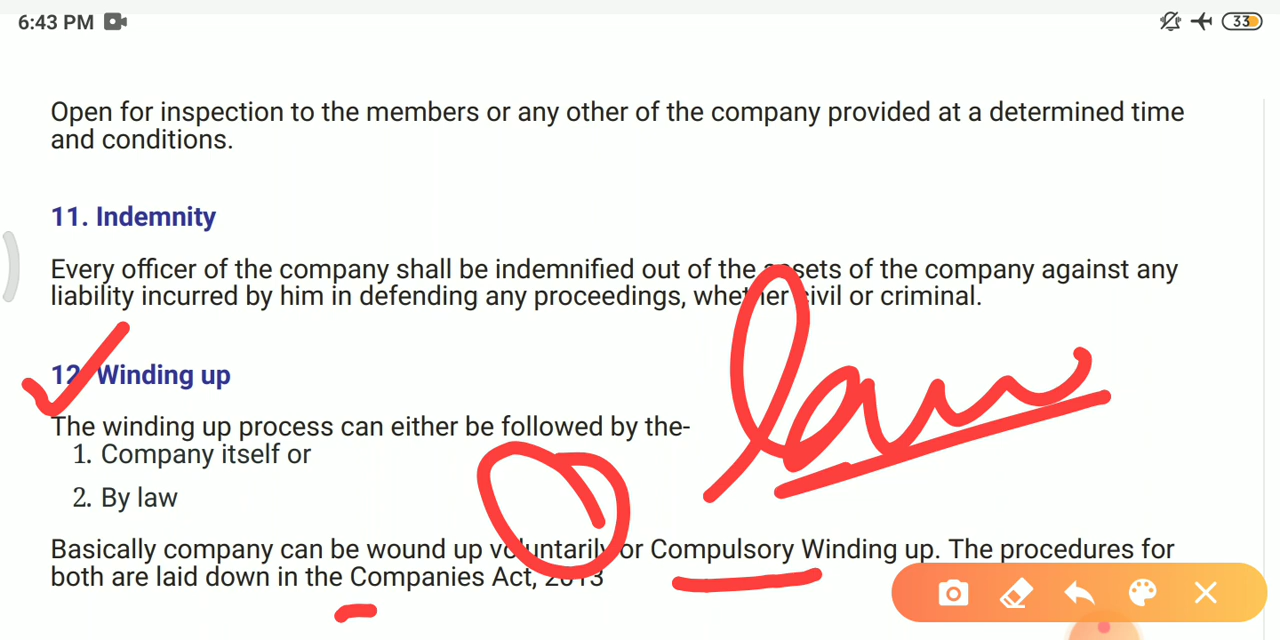 6:43 PM
33
Open for inspection to the members or any other of the company provided at a determined time
and conditions.
11. Indemnity
Every officer of the company shall be indemnified out of the assets of the company against any
liability incurred by him in defending any proceedings, whether civil or criminal.
12. Winding up
law
The winding up process can either be followed by the-
1. Company itself or
2. By law
Basically company can be wound up voluntarily or Compulsory Winding up. The procedures for
both are laid down in the Companies Act, 2013